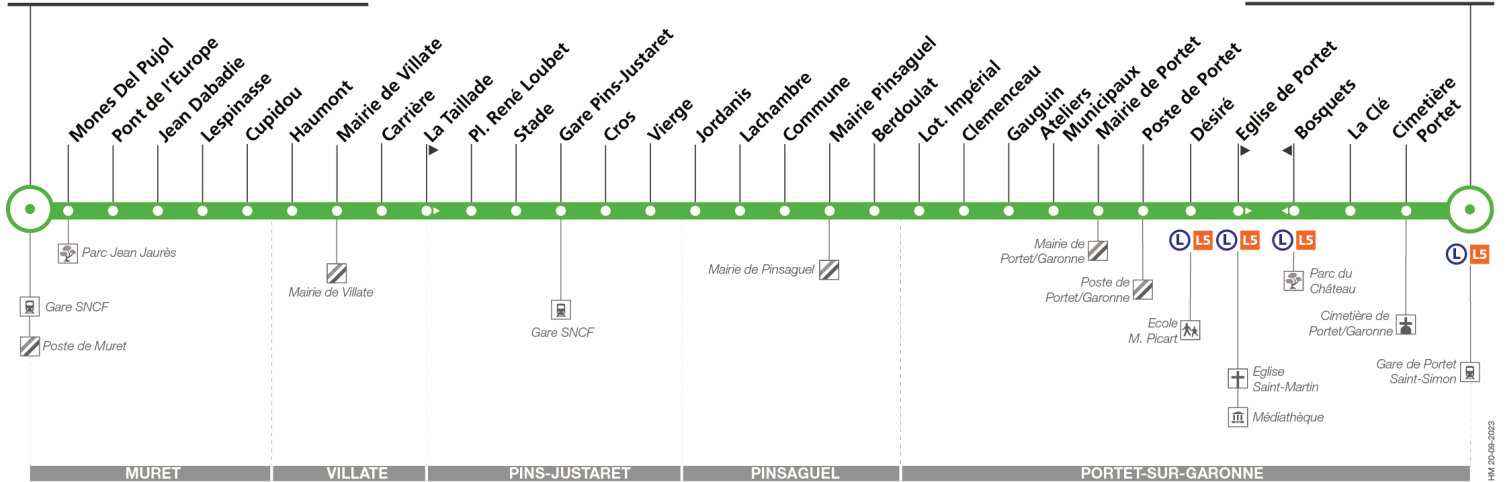 Mones Del Pujol
Pont de l'Europe
Jean Dabadie
Lespinasse
Cupidou
Haumont
Mairie de Villate
Carrière
La Taillade
Pl. René Loubet
Stade
Gare Pins-Justaret
Cros
Vierge
Jordanis
Lachambre
Commune
Mairie Pinsaguel
Berdoulat
Lot. Impérial
Clemenceau
Gauguin
Ateliers
Municipaux
Mairie de Portet
Poste de Portet
Désiré
Eglise de Portet
Bosquets
La Clé
Cimetière
Portet
Parc Jean Jaurès
Gare SNCF
Poste de Muret
Mairie de Villate
Gare SNCF
Mairie de Pinsaguel
Mairie de
Portet/Garonne
Poste de
Portet/Garonne
L L5
Ecole
M. Picart
L L5
Eglise
Saint-Martin
Médiathèque
L L5
Parc du
Château
Cimetière de
Portet/Garonne
L L5
Gare de Portet
Saint-Simon
MURET
VILLATE
PINS-JUSTARET
PINSAGUEL
PORTET-SUR-GARONNE
HM 20-09-2023